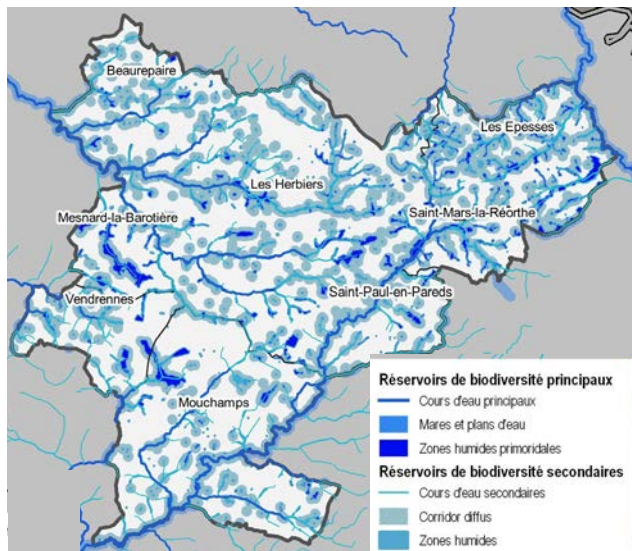 Beaurepaire
Les Epesses
Les Herbiers
Mesnard-la-Barotière
Saint-Mars-la-Réorthe
Vendrennes
Saint-Paul-en-Pareds
Mouchamps
Réservoirs de biodiversité principaux
Cours d'eau principaux
Mares et plans d'eau
Zones humides primoridales
Réservoirs de biodiversité secondaires
Cours d'eau secondaires
Corridor diffus
Zones humides